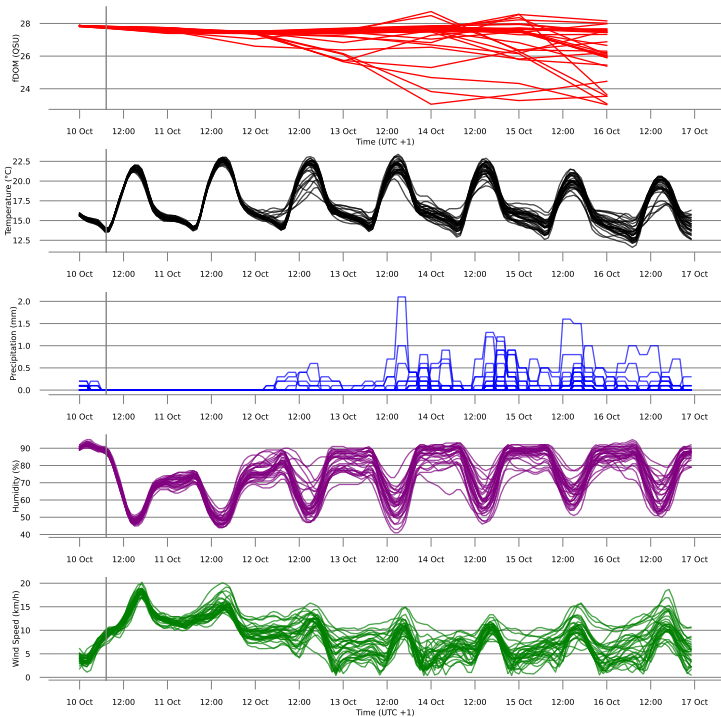 28
26
24
fDOM (QSU)
10 Oct 12:00 11 Oct 12:00 12 Oct 12:00 13 Oct 12:00 14 Oct 12:00 15 Oct 12:00 16 Oct 12:00 17 Oct
Time (UTC +1)
22.5
20.0
17.5
15.0
12.5
Temperature (°C)
10 Oct 12:00 11 Oct 12:00 12 Oct 12:00 13 Oct 12:00 14 Oct 12:00 15 Oct 12:00 16 Oct 12:00 17 Oct
2.0
1.5
1.0
0.5
0.0
Precipitation (mm)
10 Oct 12:00 11 Oct 12:00 12 Oct 12:00 13 Oct 12:00 14 Oct 12:00 15 Oct 12:00 16 Oct 12:00 17 Oct
90
80
70
60
50
40
Humidity (%)
10 Oct 12:00 11 Oct 12:00 12 Oct 12:00 13 Oct 12:00 14 Oct 12:00 15 Oct 12:00 16 Oct 12:00 17 Oct
20
15
10
5
0
Wind Speed (km/h)
10 Oct 12:00 11 Oct 12:00 12 Oct 12:00 13 Oct 12:00 14 Oct 12:00 15 Oct 12:00 16 Oct 12:00 17 Oct
Time (UTC +1)